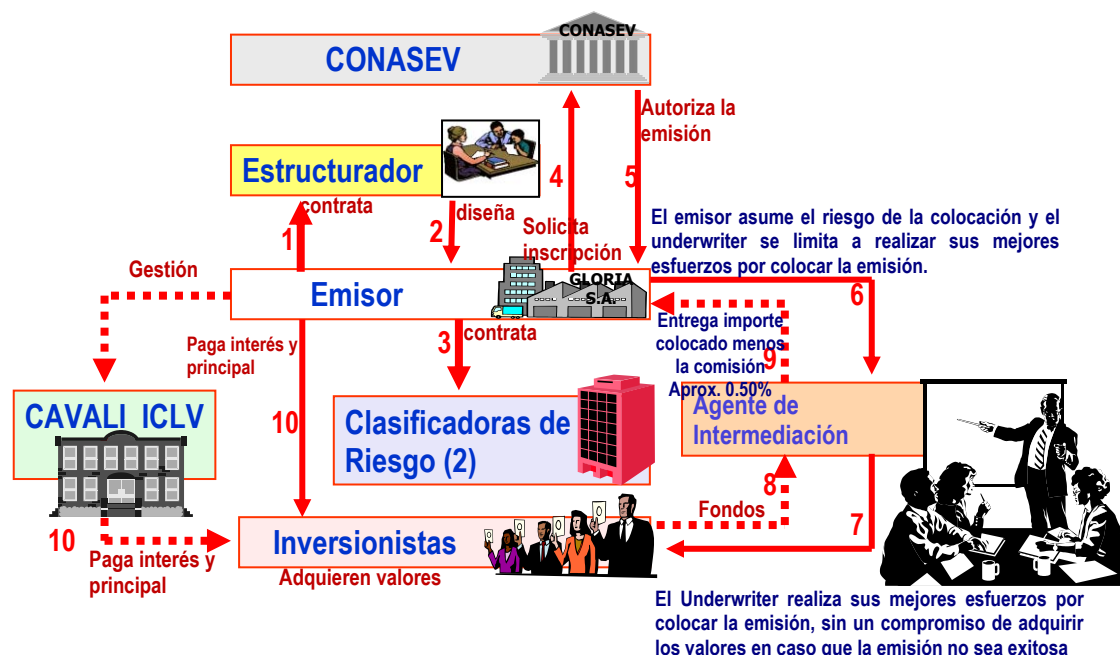 CONASEV
CONASEV
Autoriza la
emisión
Estructurador
contrata
diseña
4
5
1
2
Solicita
inscripción
El emisor asume el riesgo de la colocación y el
underwriter se limita a realizar sus mejores
esfuerzos por colocar la emisión.
Gestión
Emisor
GLORIA
S.A.
6
Paga interés y
principal
3
contrata
Entrega importe
colocado menos
la comisión
Aprox. 0.50%
9
CAVALI ICLV
10
Clasificadoras de
Riesgo (2)
Agente de
Intermediación
8
Fondos
7
10
Paga interés y
principal
Inversionistas
Adquieren valores
El Underwriter realiza sus mejores esfuerzos por
colocar la emisión, sin un compromiso de adquirir
los valores en caso que la emisión no sea exitosa